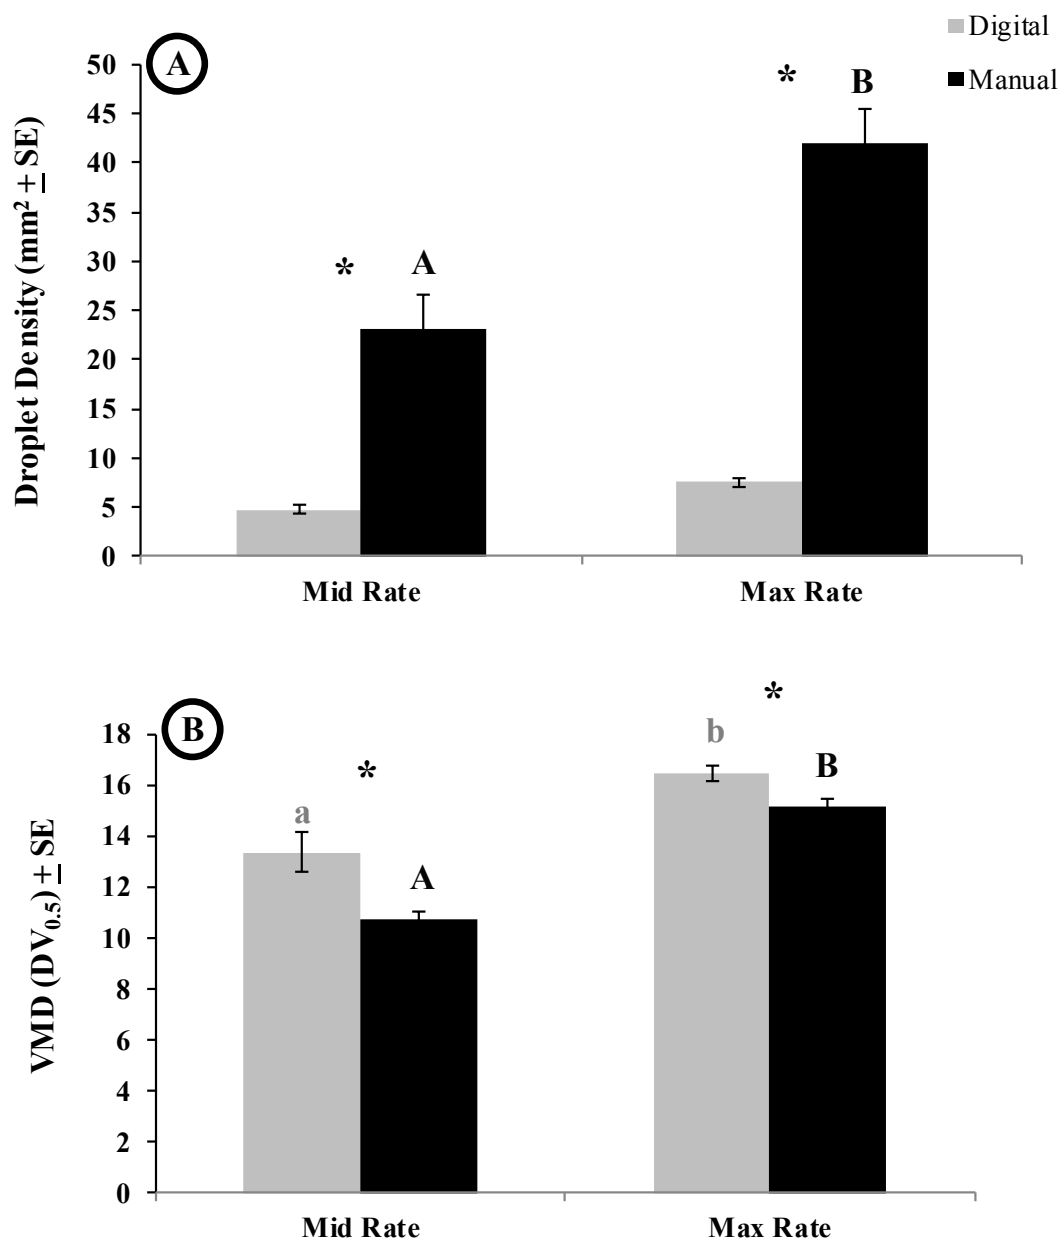 Digital
Manual
A
Droplet Density (mm² ± SE)
50
45
40
35
30
25
20
15
10
5
0
*
A
*
B
Mid Rate
Max Rate
B
VMD (DV0.5) ± SE
18
16
14
12
10
8
6
4
2
0
a
*
A
b
*
B
Mid Rate
Max Rate